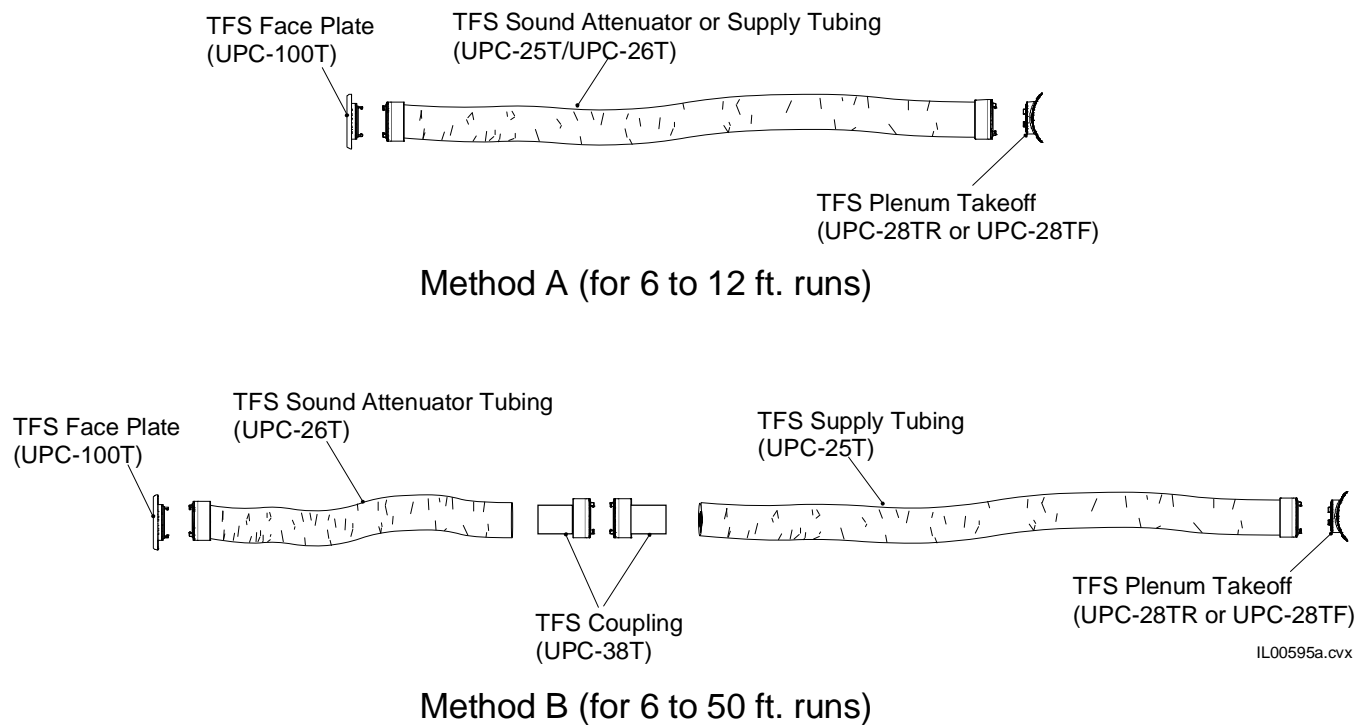 TFS Face Plate
(UPC-100T)
TFS Sound Attenuator or Supply Tubing
(UPC-25T/UPC-26T)
TFS Plenum Takeoff
(UPC-28TR or UPC-28TF)
Method A (for 6 to 12 ft. runs)
TFS Face Plate
(UPC-100T)
TFS Sound Attenuator Tubing
(UPC-26T)
TFS Supply Tubing
(UPC-25T)
TFS Coupling
(UPC-38T)
TFS Plenum Takeoff
(UPC-28TR or UPC-28TF)
IL00595a.cvx
Method B (for 6 to 50 ft. runs)